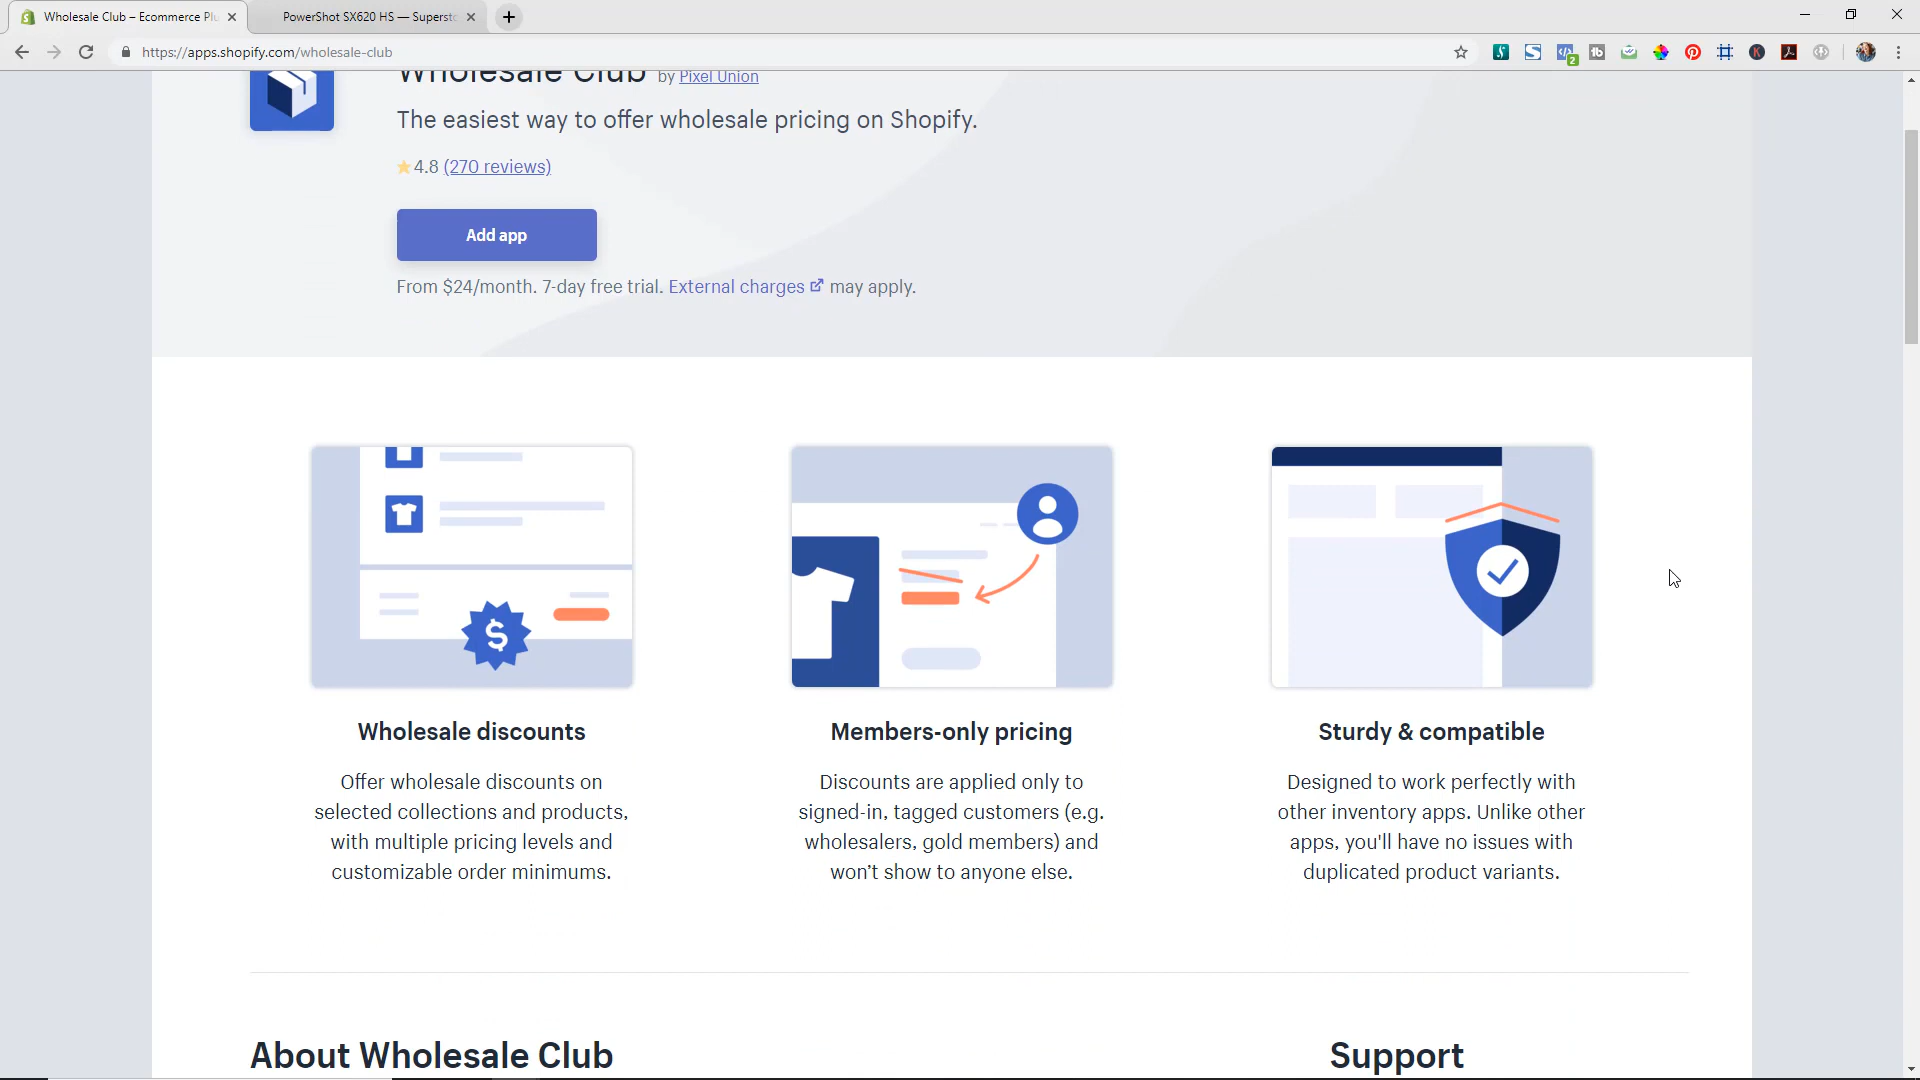 Wholesale Club – Ecommerce Plu
PowerShot SX620 HS — Supersto
https://apps.shopify.com/wholesale-club
2
Wholesale Club by Pixel Union
The easiest way to offer wholesale pricing on Shopify.
4.8 (270 reviews)
Add app
From $24/month. 7-day free trial. External charges may apply.
$
Wholesale discounts
Offer wholesale discounts on
selected collections and products,
with multiple pricing levels and
customizable order minimums.
Members-only pricing
Discounts are applied only to
signed-in, tagged customers (e.g.
wholesalers, gold members) and
won’t show to anyone else.
Sturdy & compatible
Designed to work perfectly with
other inventory apps. Unlike other
apps, you'll have no issues with
duplicated product variants.
About Wholesale Club
Support